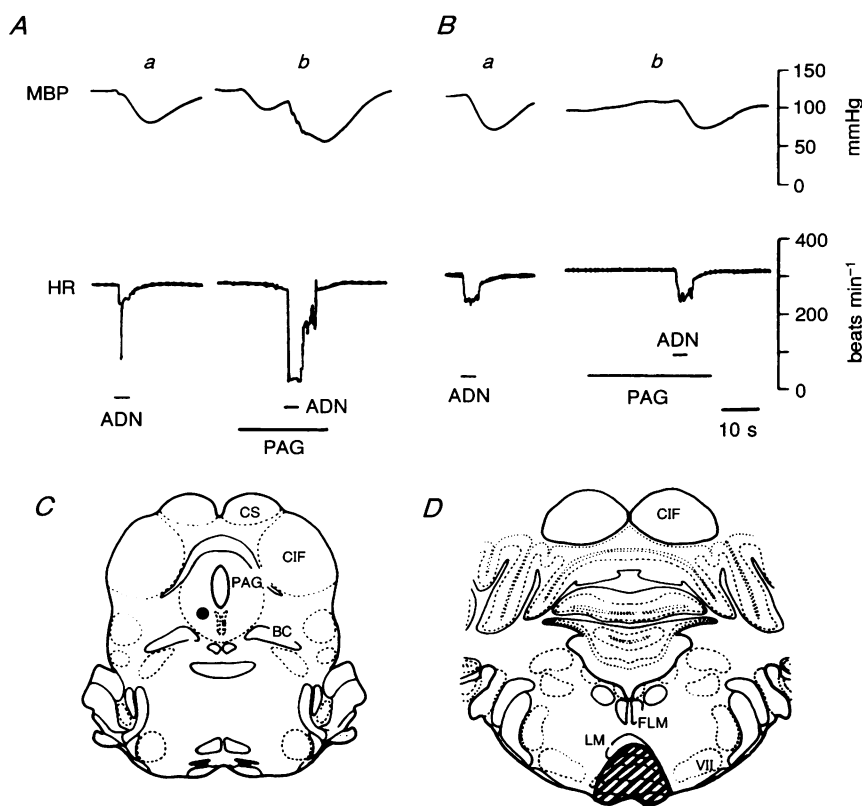 A
B
a
b
a
b
MBP
150
100
50
0
mmHg
HR
400
300
200
100
0
beats min⁻¹
ADN
ADN
PAG
ADN
ADN
PAG
10 s
C
CS
CIF
PAG
BC
D
CIF
FLM
LM
VII